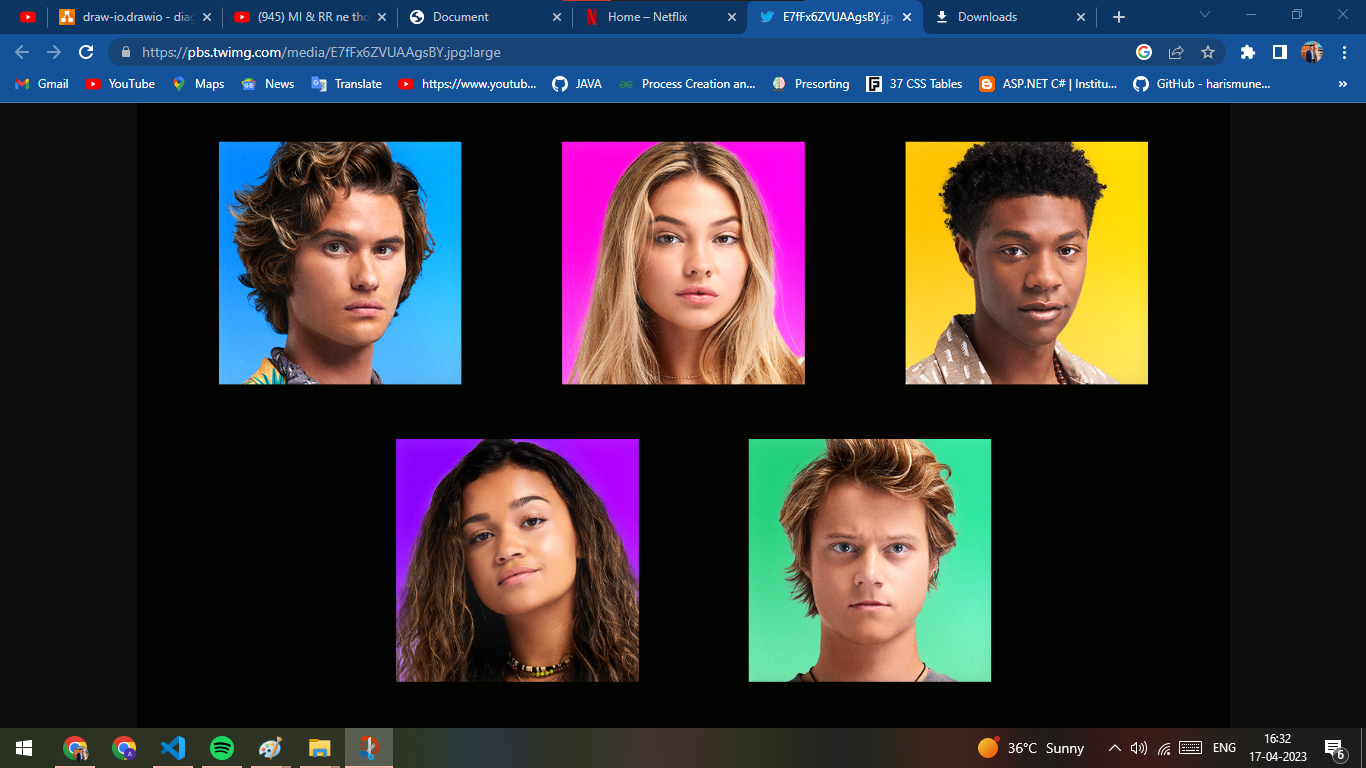 draw-io.drawio - diag
(945) MI & RR ne tho
Document
Home – Netflix
E7fFx6ZVUAAgsBY.jp
Downloads
https://pbs.twimg.com/media/E7fFx6ZVUAAgsBY.jpg:large
Gmail
YouTube
Maps
News
Translate
https://www.youtub...
JAVA
Process Creation an...
Presorting
37 CSS Tables
ASP.NET C# | Institu...
GitHub - harismune...
»
36°C Sunny
ENG
16:32
17-04-2023
6